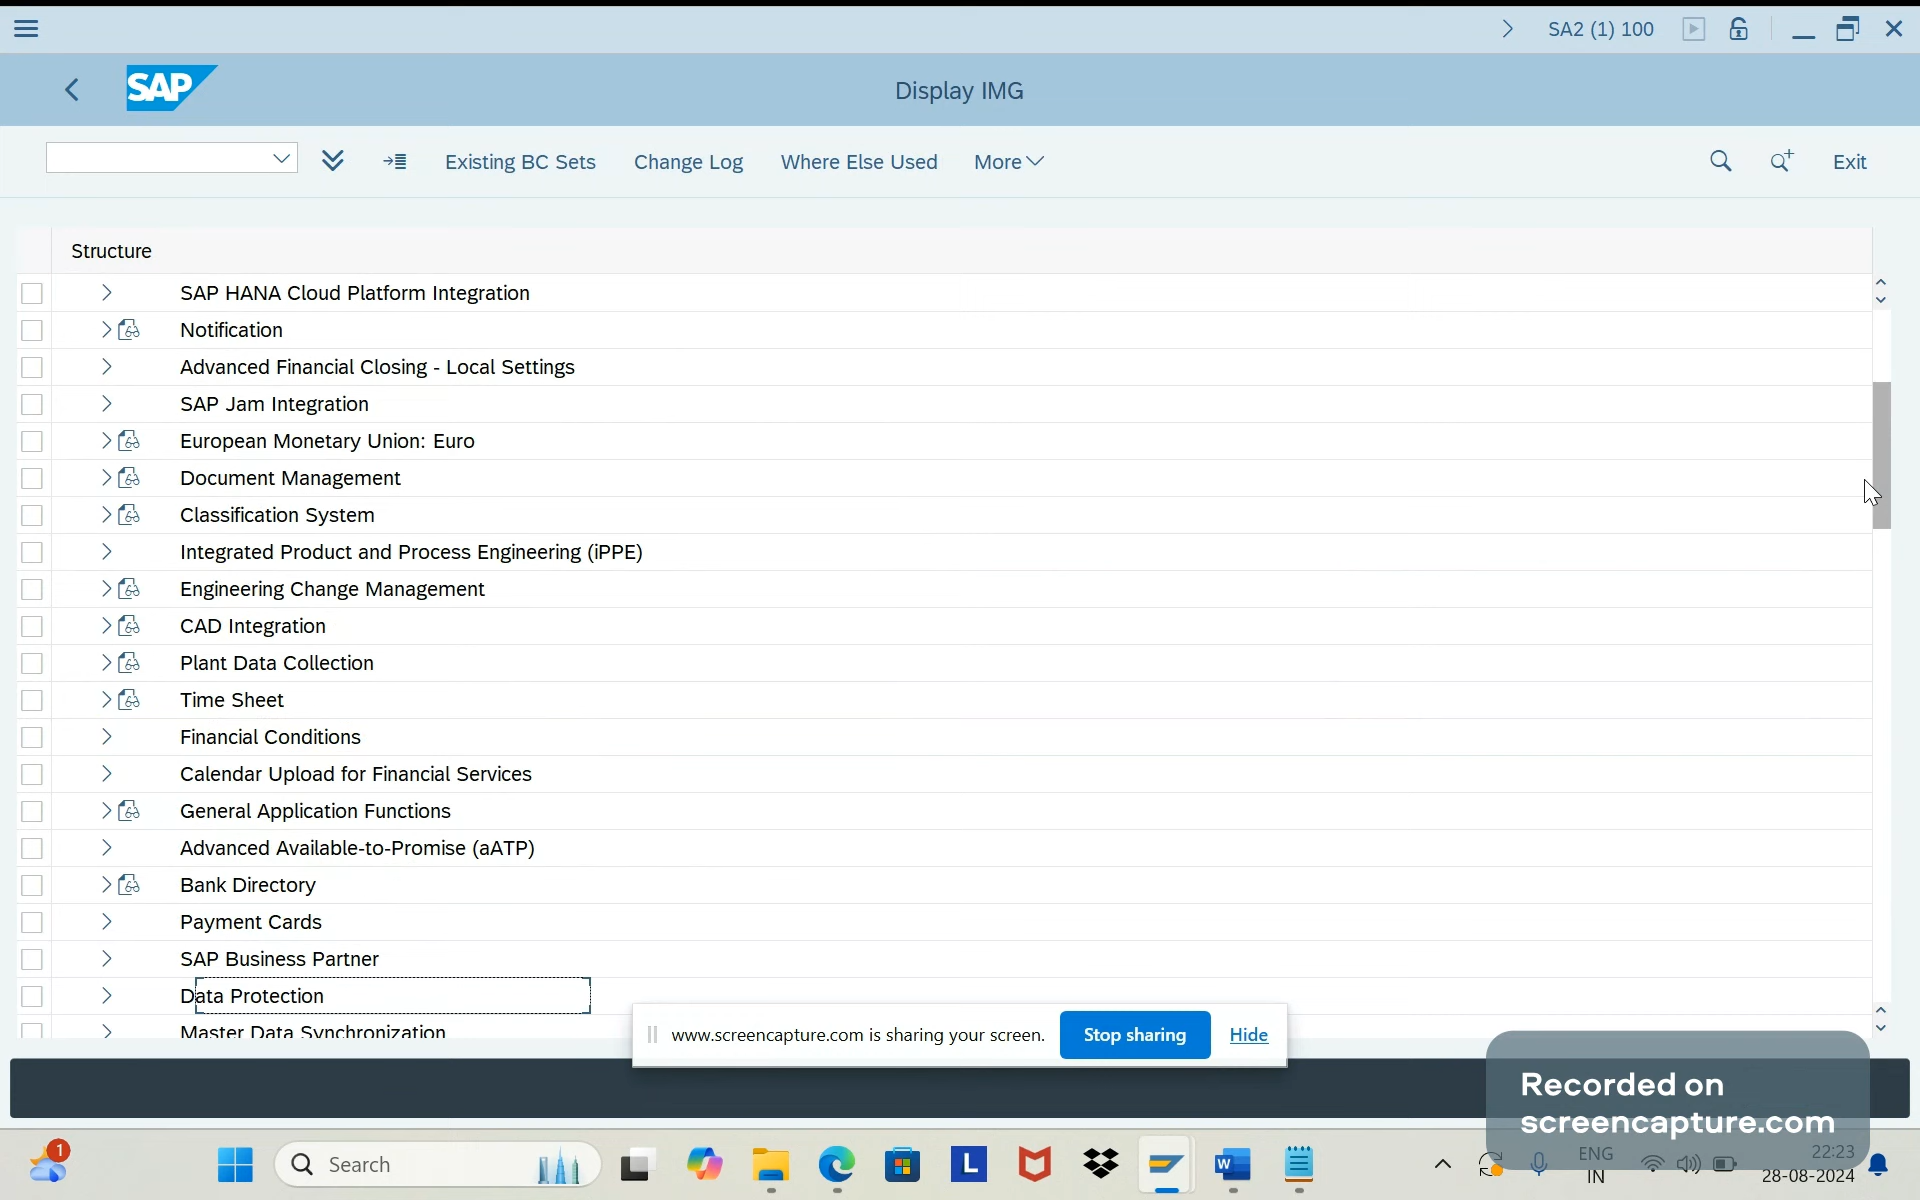 SA2 (1) 100
SAP
Display IMG
Existing BC Sets
Change Log
Where Else Used
More
Exit
Structure
SAP HANA Cloud Platform Integration
Notification
Advanced Financial Closing - Local Settings
SAP Jam Integration
European Monetary Union: Euro
Document Management
Classification System
Integrated Product and Process Engineering (iPPE)
Engineering Change Management
CAD Integration
Plant Data Collection
Time Sheet
Financial Conditions
Calendar Upload for Financial Services
General Application Functions
Advanced Available-to-Promise (aATP)
Bank Directory
Payment Cards
SAP Business Partner
Data Protection
Master Data Synchronization
www.screencapture.com is sharing your screen.
Stop sharing
Hide
Recorded on
screencapture.com
1
Search
L
W
ENG
IN
22:23
28-08-2024